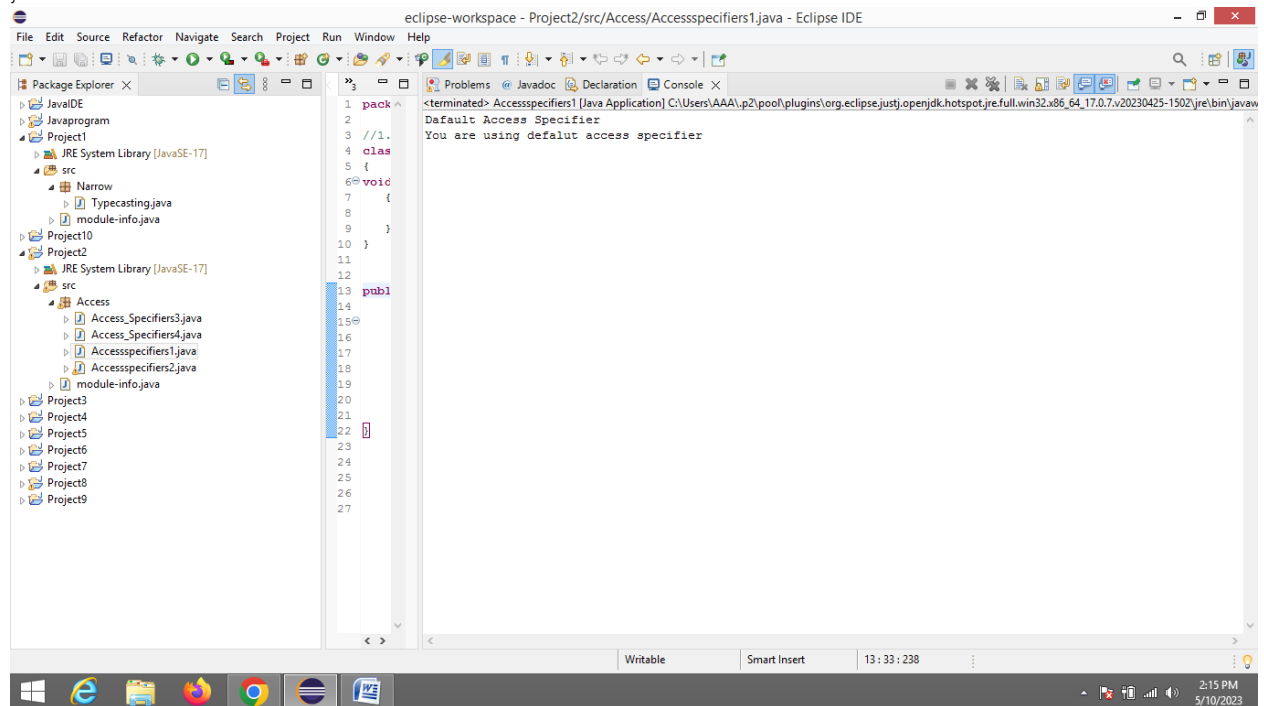 eclipse-workspace - Project2/src/Access/Accessspecifiers1.java - Eclipse IDE
File Edit Source Refactor Navigate Search Project Run Window Help
Package Explorer
JavaIDE
Javaprogram
Project1
JRE System Library [JavaSE-17]
src
Narrow
Typecasting.java
module-info.java
Project10
Project2
JRE System Library [JavaSE-17]
src
Access
Access_Specifiers3.java
Access_Specifiers4.java
Accessspecifiers1.java
Accessspecifiers2.java
module-info.java
Project3
Project4
Project5
Project6
Project7
Project8
Project9
3
1 pack
2
3 //1.
4 clas
5 {
6 void
7 {
8
9 }
10 }
11
12
13 publ
14
15
16
17
18
19
20
21
22 }
23
24
25
26
27
Problems @ Javadoc Declaration Console
<terminated> Accessspecifiers1 [Java Application] C:\Users\AAA\.p2\pool\plugins\org.eclipse.justj.openjdk.hotspot.jre.full.win32.x86_64_17.0.7.v20230425-1502\jre\bin\javaw
Dafault Access Specifier
You are using defalut access specifier
Writable Smart Insert 13 : 33 : 238
2:15 PM
5/10/2023